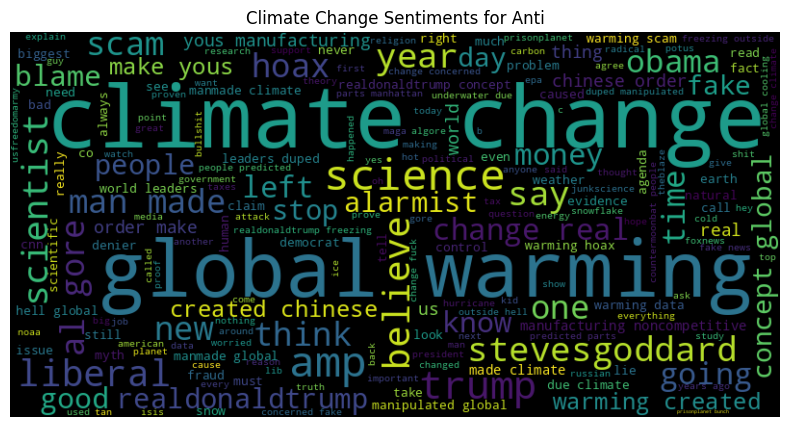 Climate Change Sentiments for Anti
explain
guy
biggest
blame
need
bad
usfreedomarmy
scam
make yous
yous manufacturing
research
support
see
manmade climate
always
co
hoax
never
religion
realdonaldtrump concept
parts manhattan
first
theory
want
proven
year
day
change concerned
underwater due
today
happened
prisonplanet
much
right
problem
thing
caused
chinese order
world
maga
algore
obama
carbon
radical
agree
epa
warming scam
potus
duped manipulated
fake
read
fact
freezing outside
global cooling
change climate
climate change
scientist
really
people
point
great
bullshit
leaders duped
people predicted
government
world leaders
left
watch
yes
hot
political
making
even
science
money
b
c
anyone
said
weather
junkscience
evidence
snowflake
thought
agenda
natural
theblaze
shit
give
earth
man made
claim
taxes
stop
alarmist
prove
say
time
call
hey
cold
order make
media
attack
gore
tax
question
energy
hope
real
cnn
scientific
denier
another
human
realdonaldtrump freezing
democrat
believe
tell
change fuck
change real
control
warming hoax
foxnews
fake news
countermoonbat people
top
concept global
al gore
called
proof
ice
global warming
show
hell global
noaa
big
job
still
come
nothing
around
created chinese
us
hurricane
kid
outside hell
one
warming data
ask
everything
new
think
look
know
manufacturing noncompetitive
issue
american
planet
data
worried
president
man
next
predicted parts
study
myth
manmade global
amp
back
changed
stevesgoddard
cause
reason
lib
russian
lie
years ago
liberal
fraud
every
must
important
trump
made climate
due climate
going
good
truth
take
realdonaldtrump
manipulated global
warming created
used
tan
isis
snow
concerned fake
prisonplanet bunch